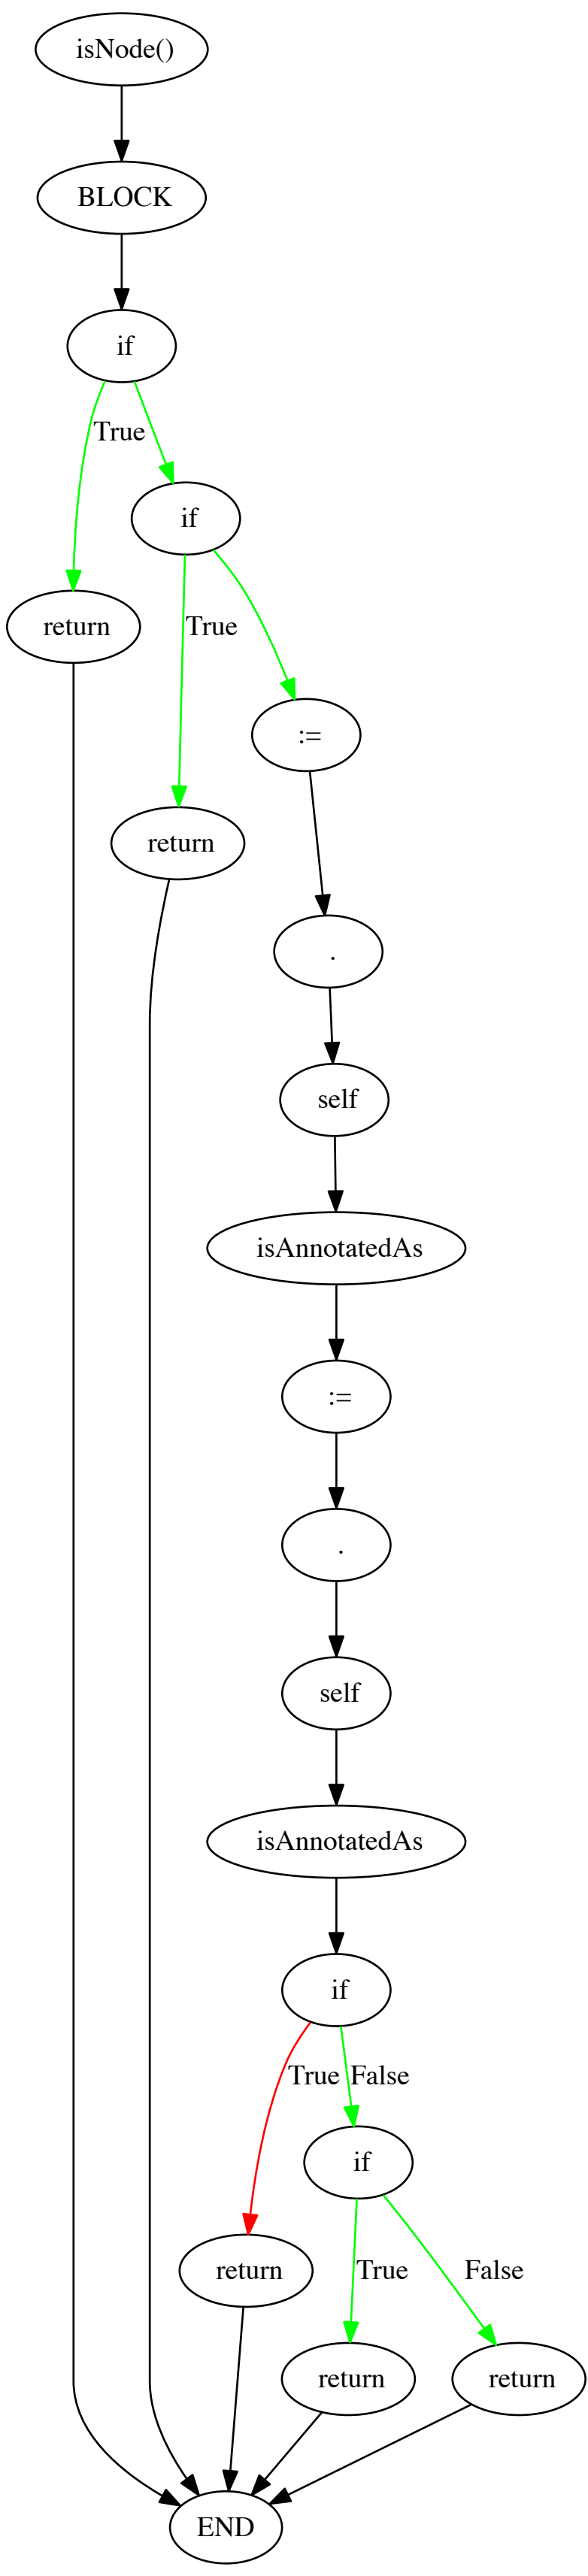 isNode()
BLOCK
if
True
if
return
True
:=
return
.
self
isAnnotatedAs
:=
.
self
isAnnotatedAs
if
True False
if
return
True False
return return
END